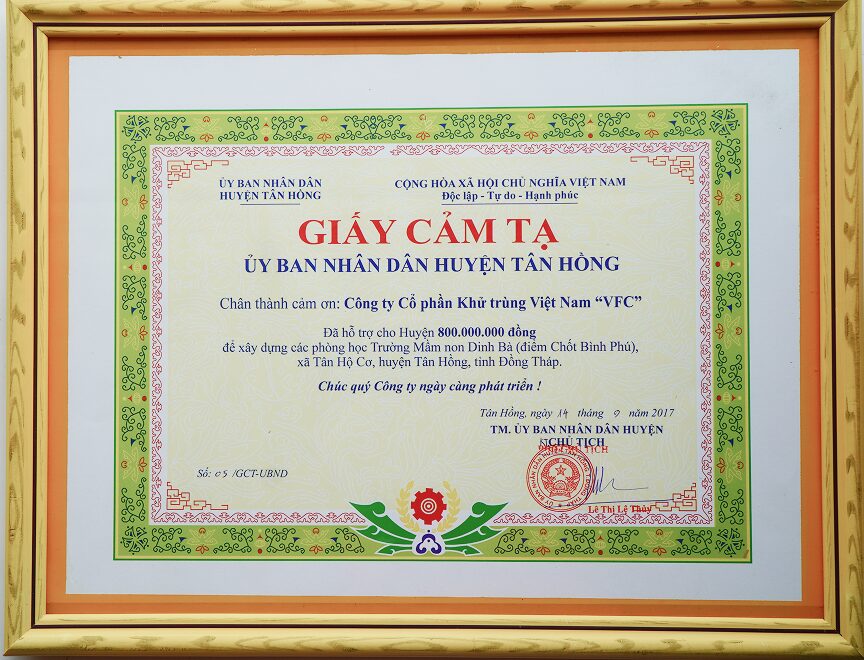 ỦY BAN NHÂN DÂN
HUYỆN TÂN HỒNG
CỘNG HÒA XÃ HỘI CHỦ NGHĨA VIỆT NAM
Độc lập - Tự do - Hạnh phúc
GIẤY CẢM TẠ
ỦY BAN NHÂN DÂN HUYỆN TÂN HỒNG
Chân thành cảm ơn: Công ty Cổ phần Khử trùng Việt Nam “VFC”
Đã hỗ trợ cho Huyện 800.000.000 đồng
để xây dựng các phòng học Trường Mầm non Dinh Bà (điểm Chốt Bình Phú),
xã Tân Hộ Cơ, huyện Tân Hồng, tỉnh Đồng Tháp.
Chúc quý Công ty ngày càng phát triển !
Tân Hồng, ngày 14 tháng 9 năm 2017
TM. ỦY BAN NHÂN DÂN HUYỆN
CHỦ TỊCH
Số: 05 /GCT-UBND
Lê Thị Lệ Thủy